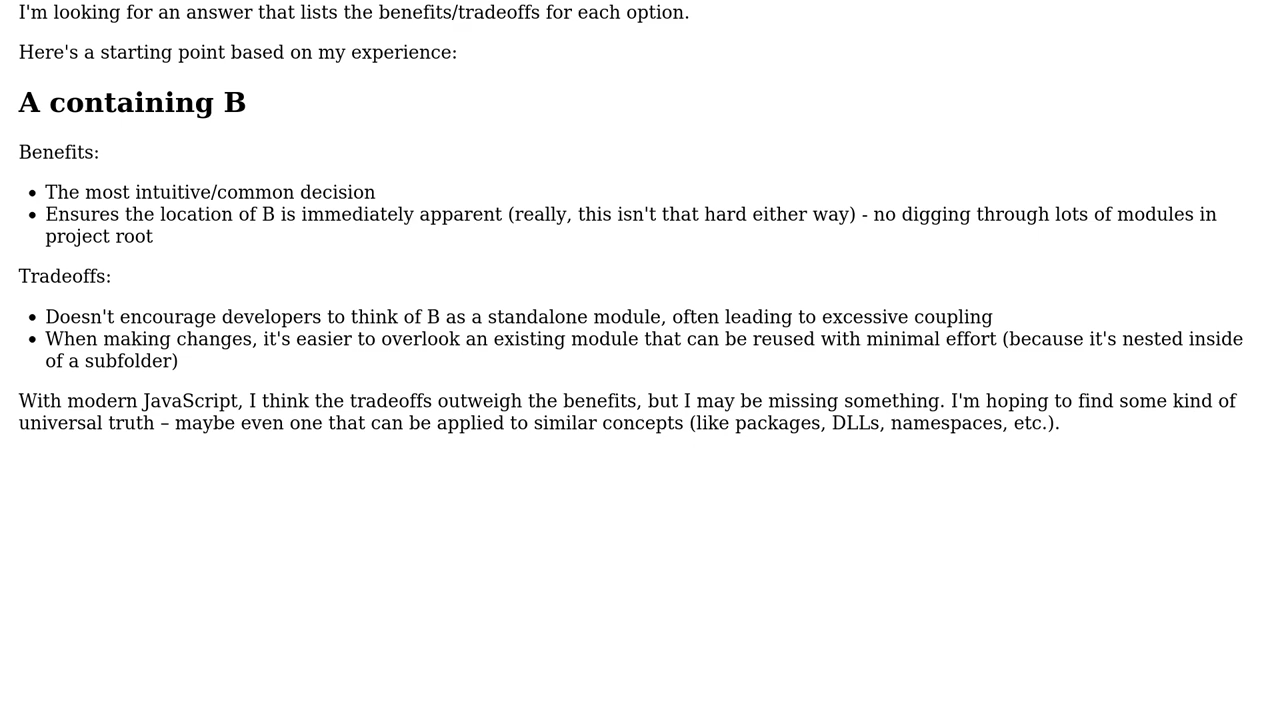 I'm looking for an answer that lists the benefits/tradeoffs for each option.
Here's a starting point based on my experience:
A containing B
Benefits:
• The most intuitive/common decision
• Ensures the location of B is immediately apparent (really, this isn't that hard either way) - no digging through lots of modules in
project root
Tradeoffs:
• Doesn't encourage developers to think of B as a standalone module, often leading to excessive coupling
• When making changes, it's easier to overlook an existing module that can be reused with minimal effort (because it's nested inside
of a subfolder)
With modern JavaScript, I think the tradeoffs outweigh the benefits, but I may be missing something. I'm hoping to find some kind of
universal truth – maybe even one that can be applied to similar concepts (like packages, DLLs, namespaces, etc.).